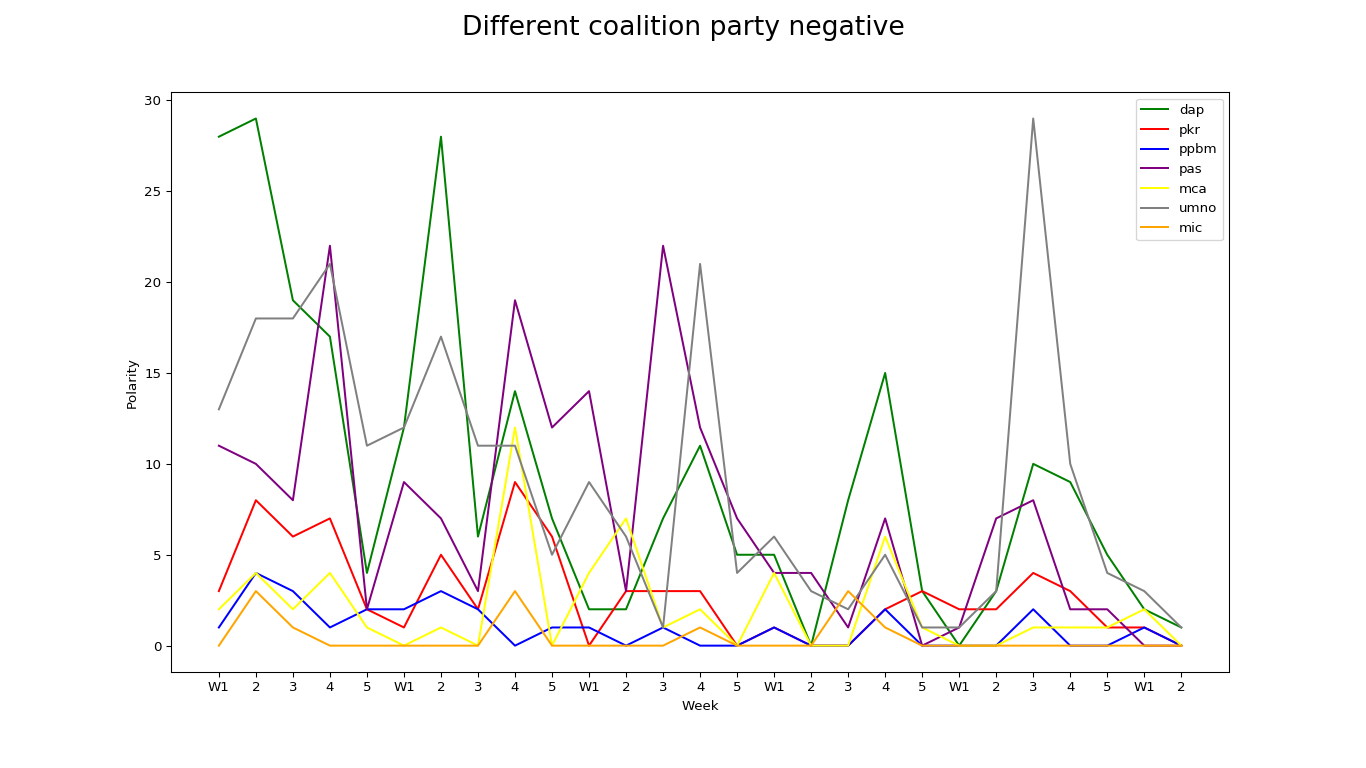 Different coalition party negative
30
25
20
15
10
5
0
Polarity
dap
pkr
ppbm
pas
mca
umno
mic
W1 2 3 4 5 W1 2 3 4 5 W1 2 3 4 5 W1 2 3 4 5 W1 2 3 4 5 W1 2
Week